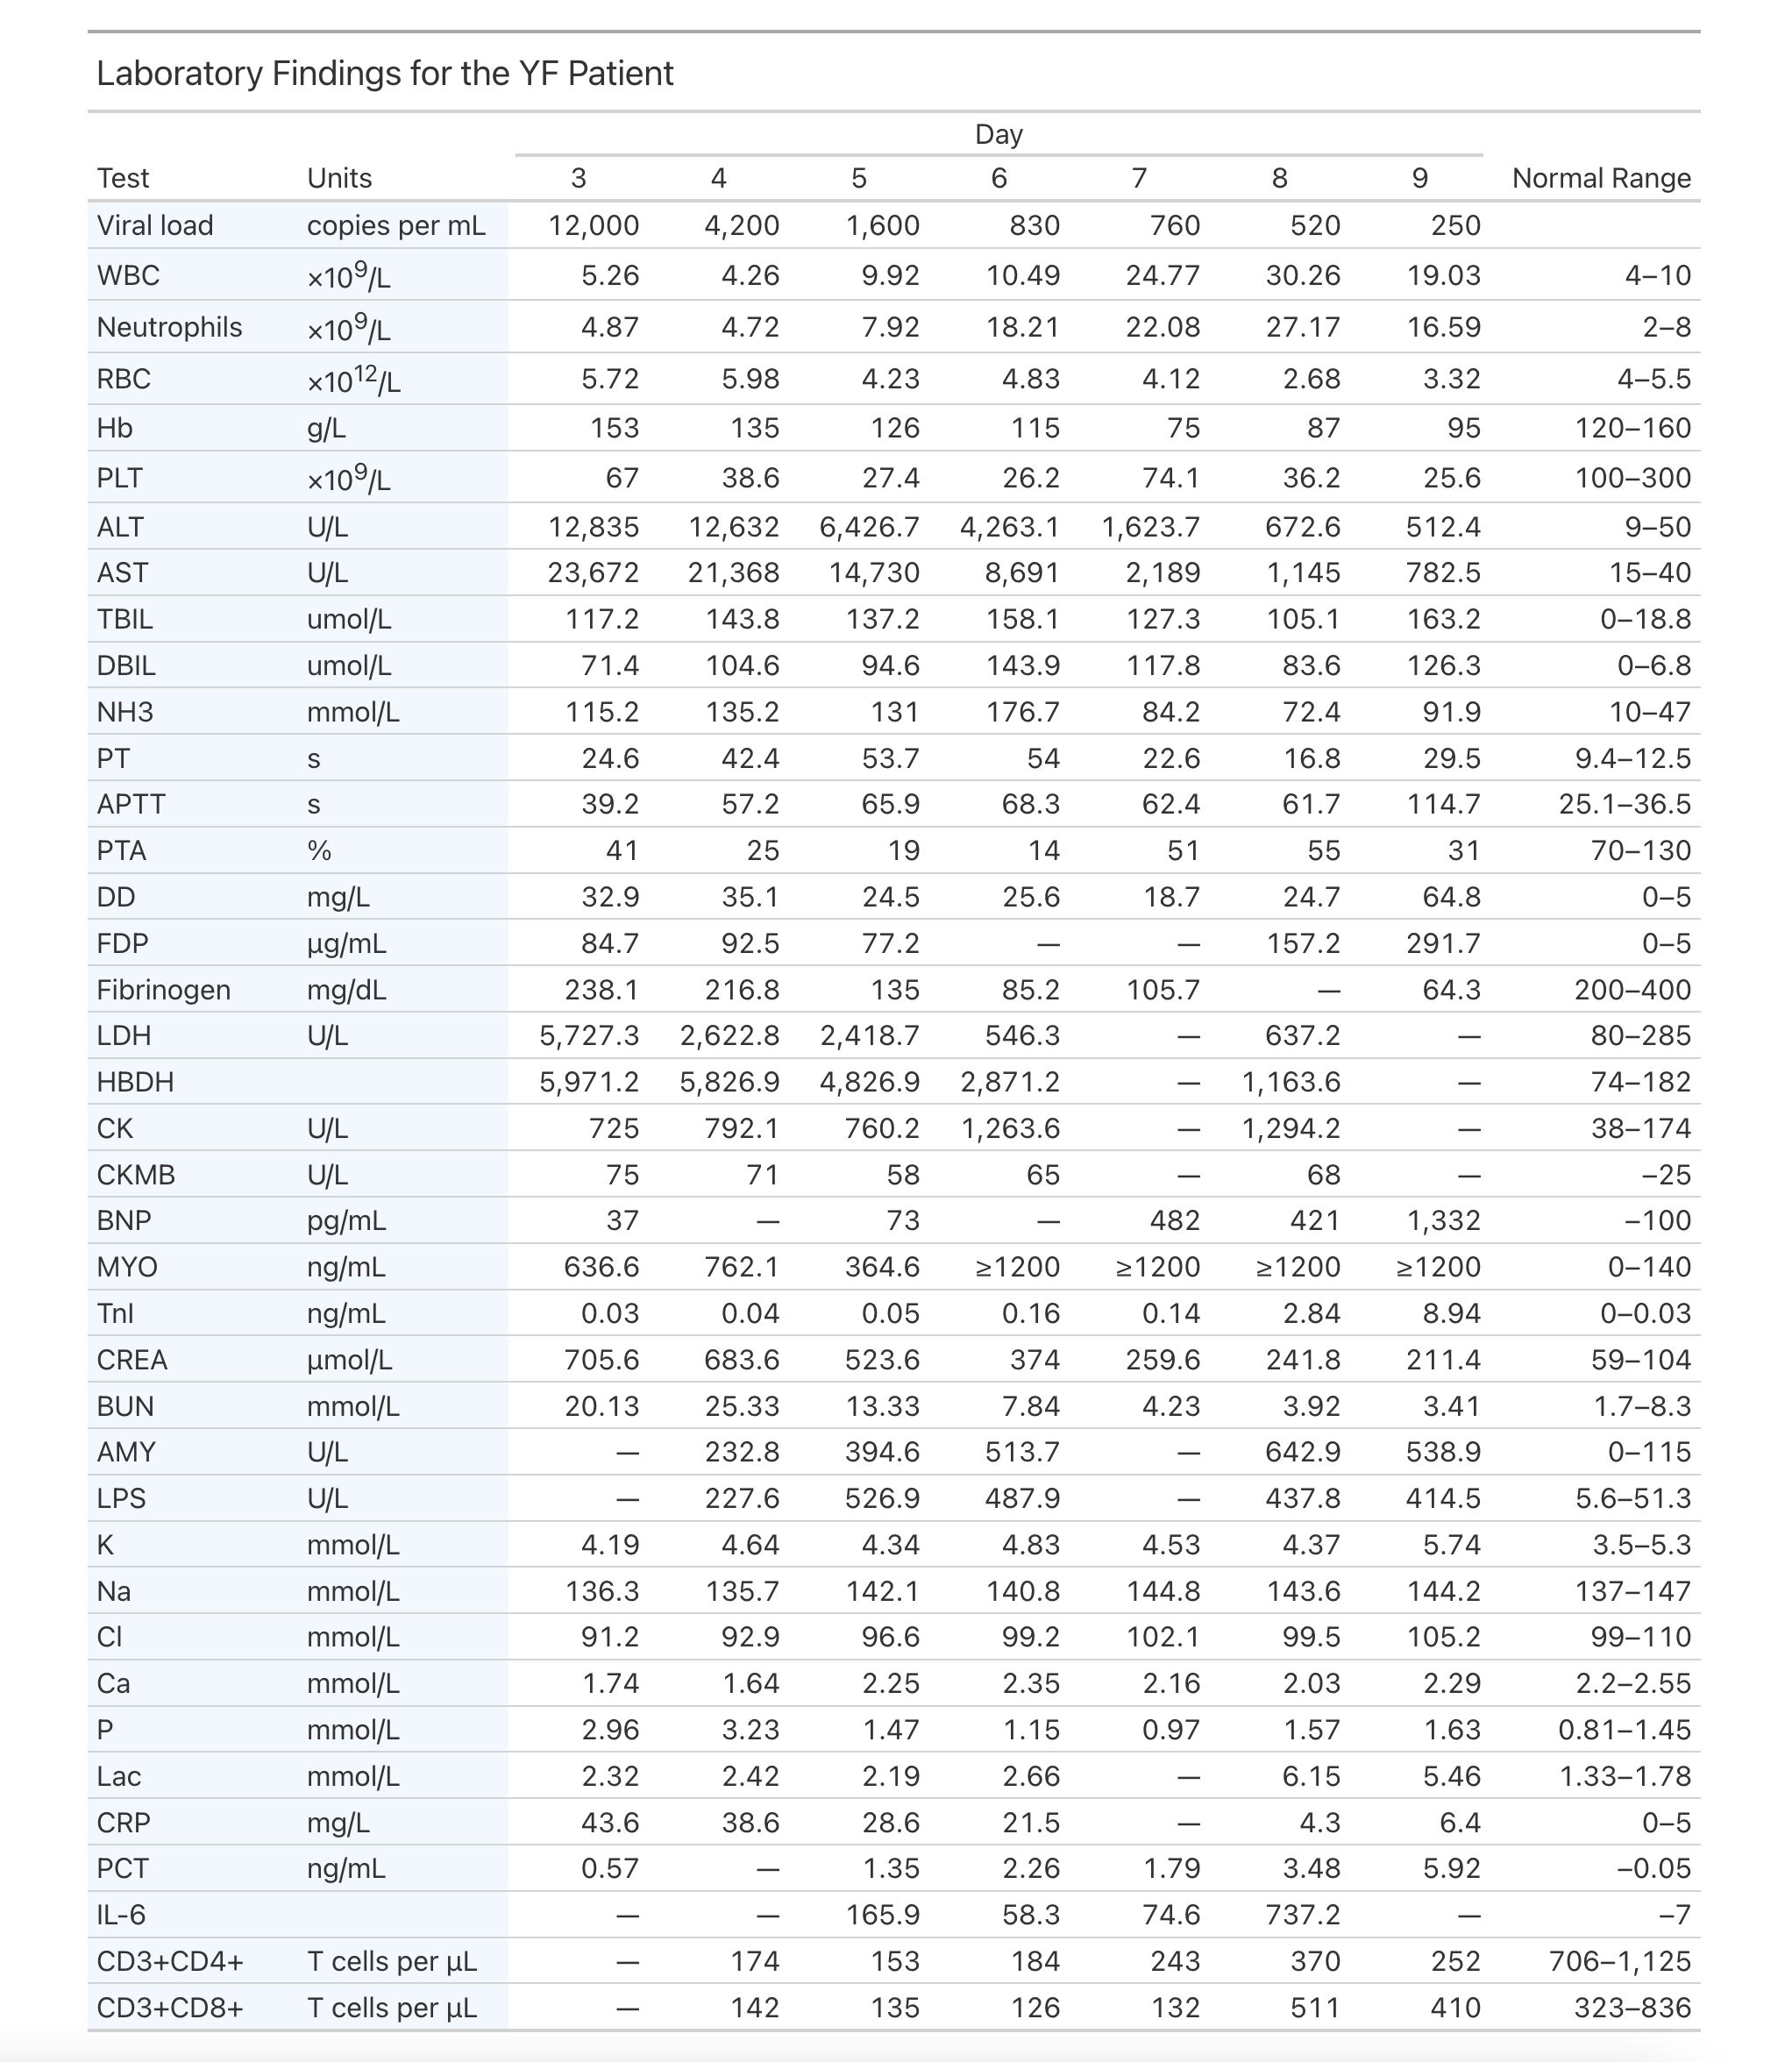 Laboratory Findings for the YF Patient
Day
Test Units 3 4 5 6 7 8 9 Normal Range
Viral load copies per mL 12,000 4,200 1,600 830 760 520 250
WBC ×10⁹/L 5.26 4.26 9.92 10.49 24.77 30.26 19.03 4–10
Neutrophils ×10⁹/L 4.87 4.72 7.92 18.21 22.08 27.17 16.59 2–8
RBC ×10¹²/L 5.72 5.98 4.23 4.83 4.12 2.68 3.32 4–5.5
Hb g/L 153 135 126 115 75 87 95 120–160
PLT ×10⁹/L 67 38.6 27.4 26.2 74.1 36.2 25.6 100–300
ALT U/L 12,835 12,632 6,426.7 4,263.1 1,623.7 672.6 512.4 9–50
AST U/L 23,672 21,368 14,730 8,691 2,189 1,145 782.5 15–40
TBIL umol/L 117.2 143.8 137.2 158.1 127.3 105.1 163.2 0–18.8
DBIL umol/L 71.4 104.6 94.6 143.9 117.8 83.6 126.3 0–6.8
NH3 mmol/L 115.2 135.2 131 176.7 84.2 72.4 91.9 10–47
PT s 24.6 42.4 53.7 54 22.6 16.8 29.5 9.4–12.5
APTT s 39.2 57.2 65.9 68.3 62.4 61.7 114.7 25.1–36.5
PTA % 41 25 19 14 51 55 31 70–130
DD mg/L 32.9 35.1 24.5 25.6 18.7 24.7 64.8 0–5
FDP μg/mL 84.7 92.5 77.2 — — 157.2 291.7 0–5
Fibrinogen mg/dL 238.1 216.8 135 85.2 105.7 — 64.3 200–400
LDH U/L 5,727.3 2,622.8 2,418.7 546.3 — 637.2 — 80–285
HBDH 5,971.2 5,826.9 4,826.9 2,871.2 — 1,163.6 — 74–182
CK U/L 725 792.1 760.2 1,263.6 — 1,294.2 — 38–174
CKMB U/L 75 71 58 65 — 68 — –25
BNP pg/mL 37 — 73 — 482 421 1,332 –100
MYO ng/mL 636.6 762.1 364.6 ≥1200 ≥1200 ≥1200 ≥1200 0–140
TnI ng/mL 0.03 0.04 0.05 0.16 0.14 2.84 8.94 0–0.03
CREA μmol/L 705.6 683.6 523.6 374 259.6 241.8 211.4 59–104
BUN mmol/L 20.13 25.33 13.33 7.84 4.23 3.92 3.41 1.7–8.3
AMY U/L — 232.8 394.6 513.7 — 642.9 538.9 0–115
LPS U/L — 227.6 526.9 487.9 — 437.8 414.5 5.6–51.3
K mmol/L 4.19 4.64 4.34 4.83 4.53 4.37 5.74 3.5–5.3
Na mmol/L 136.3 135.7 142.1 140.8 144.8 143.6 144.2 137–147
Cl mmol/L 91.2 92.9 96.6 99.2 102.1 99.5 105.2 99–110
Ca mmol/L 1.74 1.64 2.25 2.35 2.16 2.03 2.29 2.2–2.55
P mmol/L 2.96 3.23 1.47 1.15 0.97 1.57 1.63 0.81–1.45
Lac mmol/L 2.32 2.42 2.19 2.66 — 6.15 5.46 1.33–1.78
CRP mg/L 43.6 38.6 28.6 21.5 — 4.3 6.4 0–5
PCT ng/mL 0.57 — 1.35 2.26 1.79 3.48 5.92 –0.05
IL-6 — — 165.9 58.3 74.6 737.2 — –7
CD3+CD4+ T cells per μL — 174 153 184 243 370 252 706–1,125
CD3+CD8+ T cells per μL — 142 135 126 132 511 410 323–836